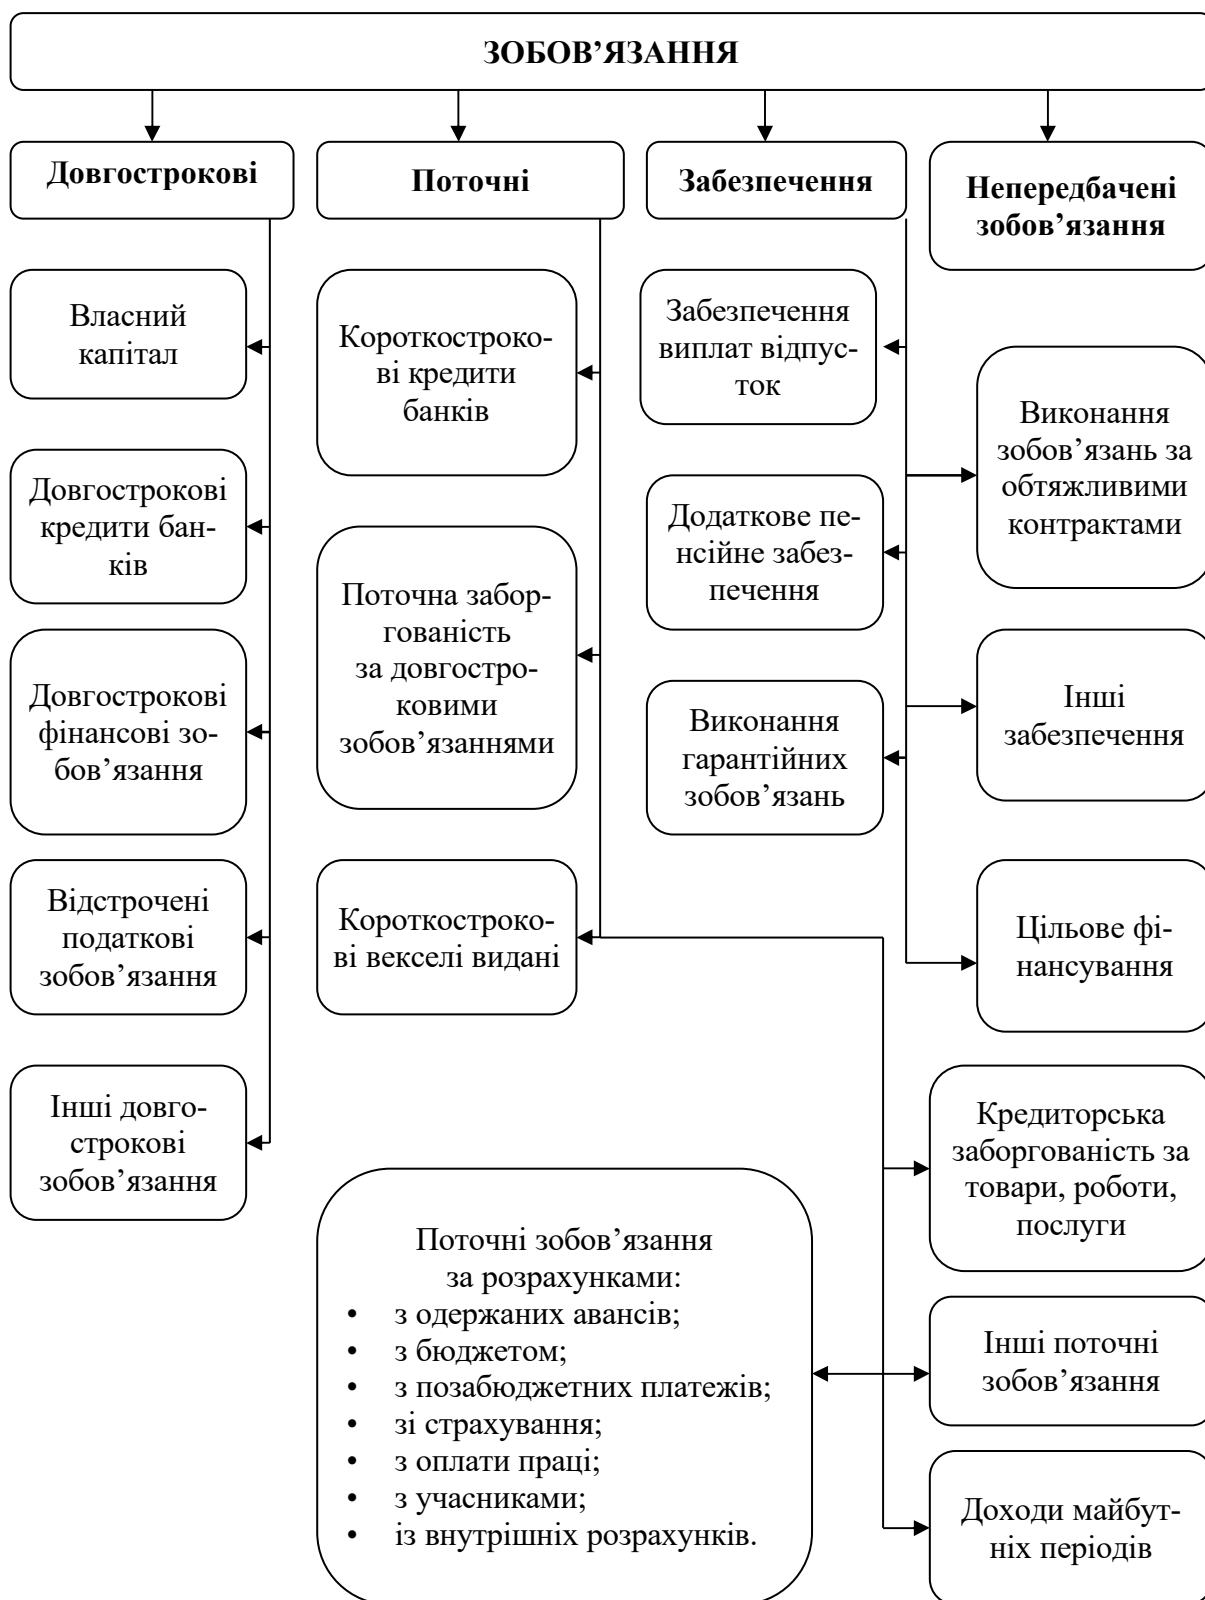 ЗОБОВ’ЯЗАННЯ
Довгострокові
Поточні
Забезпечення
Непередбачені
зобов’язання
Власний
капітал
Довгострокові
кредити бан-
ків
Довгострокові
фінансові зо-
бов’язання
Відстрочені
податкові
зобов’язання
Інші довго-
строкові
зобов’язання
Короткостроко-
ві кредити
банків
Поточна забор-
гованість
за довгостро-
ковими
зобов’язаннями
Короткостроко-
ві векселі видані
Забезпечення
виплат відпус-
ток
Додаткове пе-
нсійне забез-
печення
Виконання
гарантійних
зобов’язань
Виконання
зобов’язань за
обтяжливими
контрактами
Інші
забезпечення
Цільове фі-
нансування
Поточні зобов’язання
за розрахунками:
• з одержаних авансів;
• з бюджетом;
• з позабюджетних платежів;
• зі страхування;
• з оплати праці;
• з учасниками;
• із внутрішніх розрахунків.
Кредиторська
заборгованість за
товари, роботи,
послуги
Інші поточні
зобов’язання
Доходи майбут-
ніх періодів